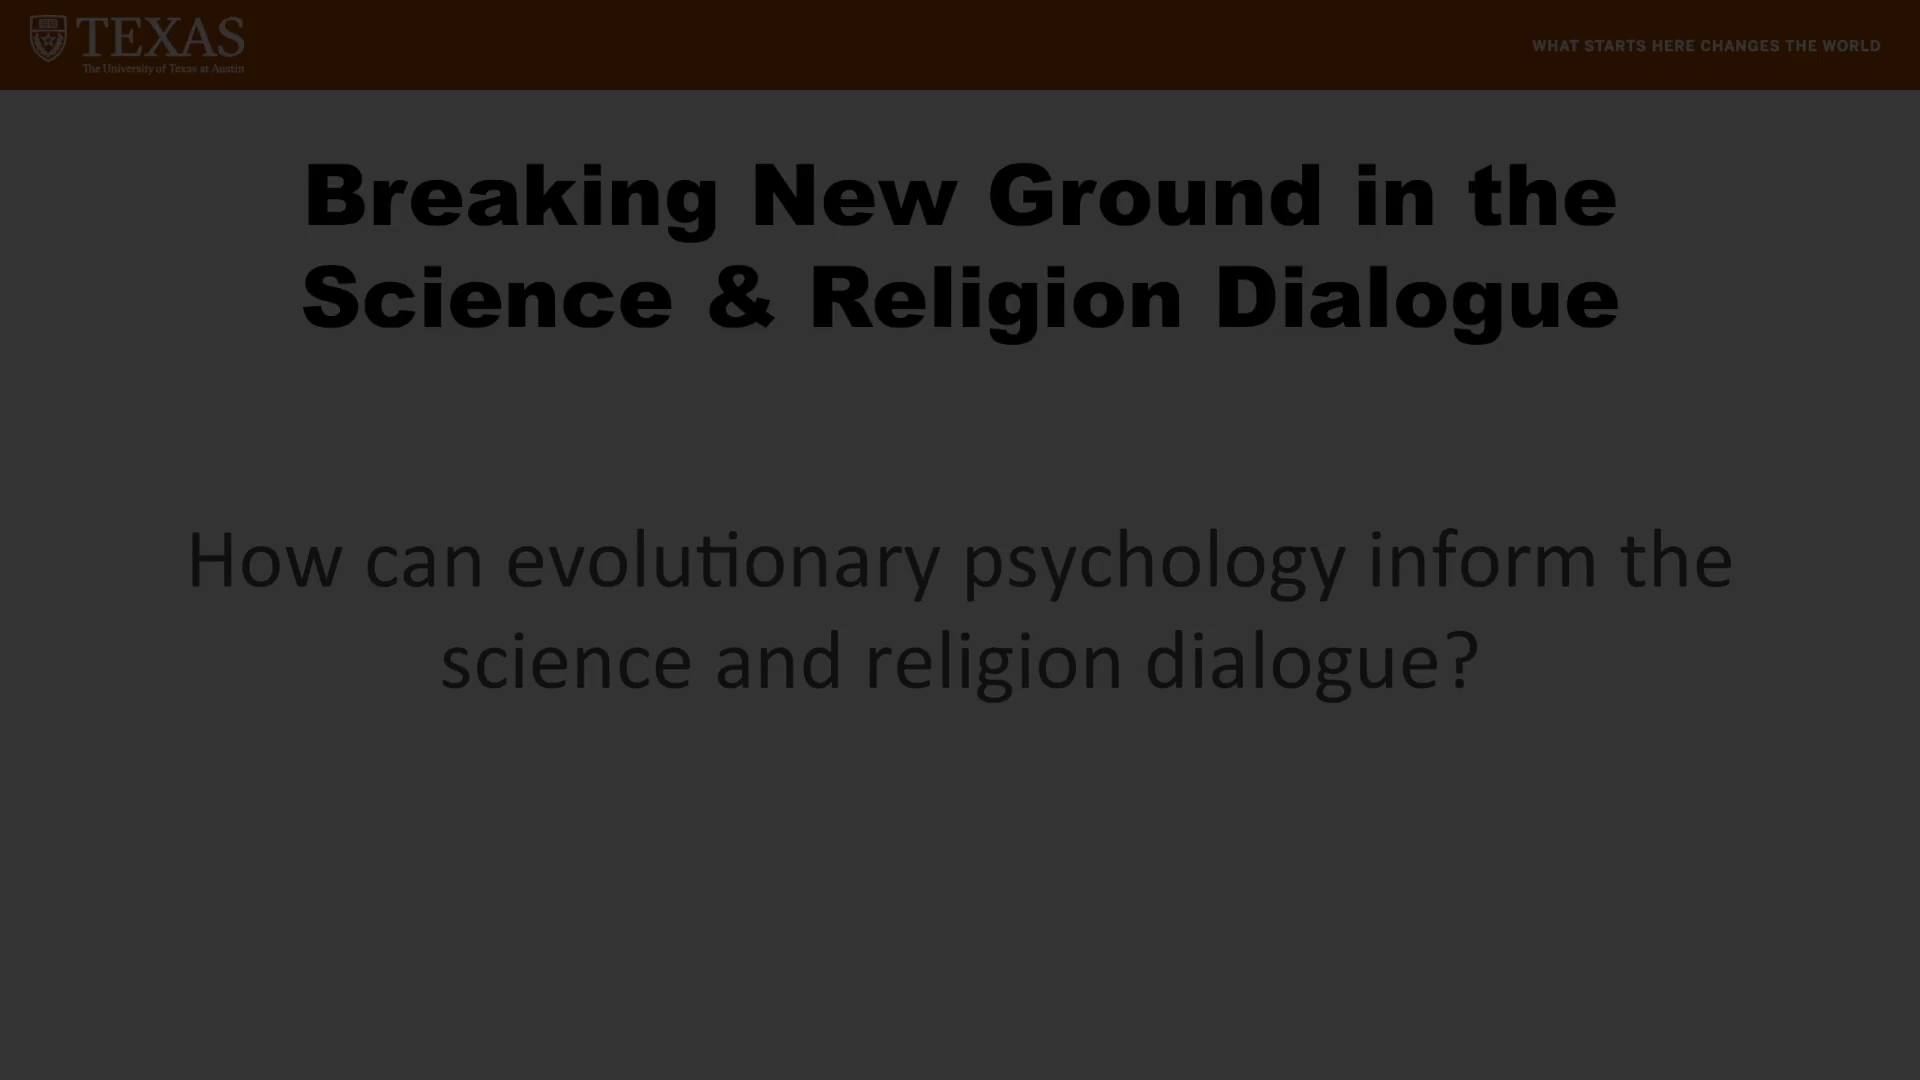 TEXAS
The University of Texas at Austin
WHAT STARTS HERE CHANGES THE WORLD
Breaking New Ground in the
Science & Religion Dialogue
How can evolutionary psychology inform the
science and religion dialogue?